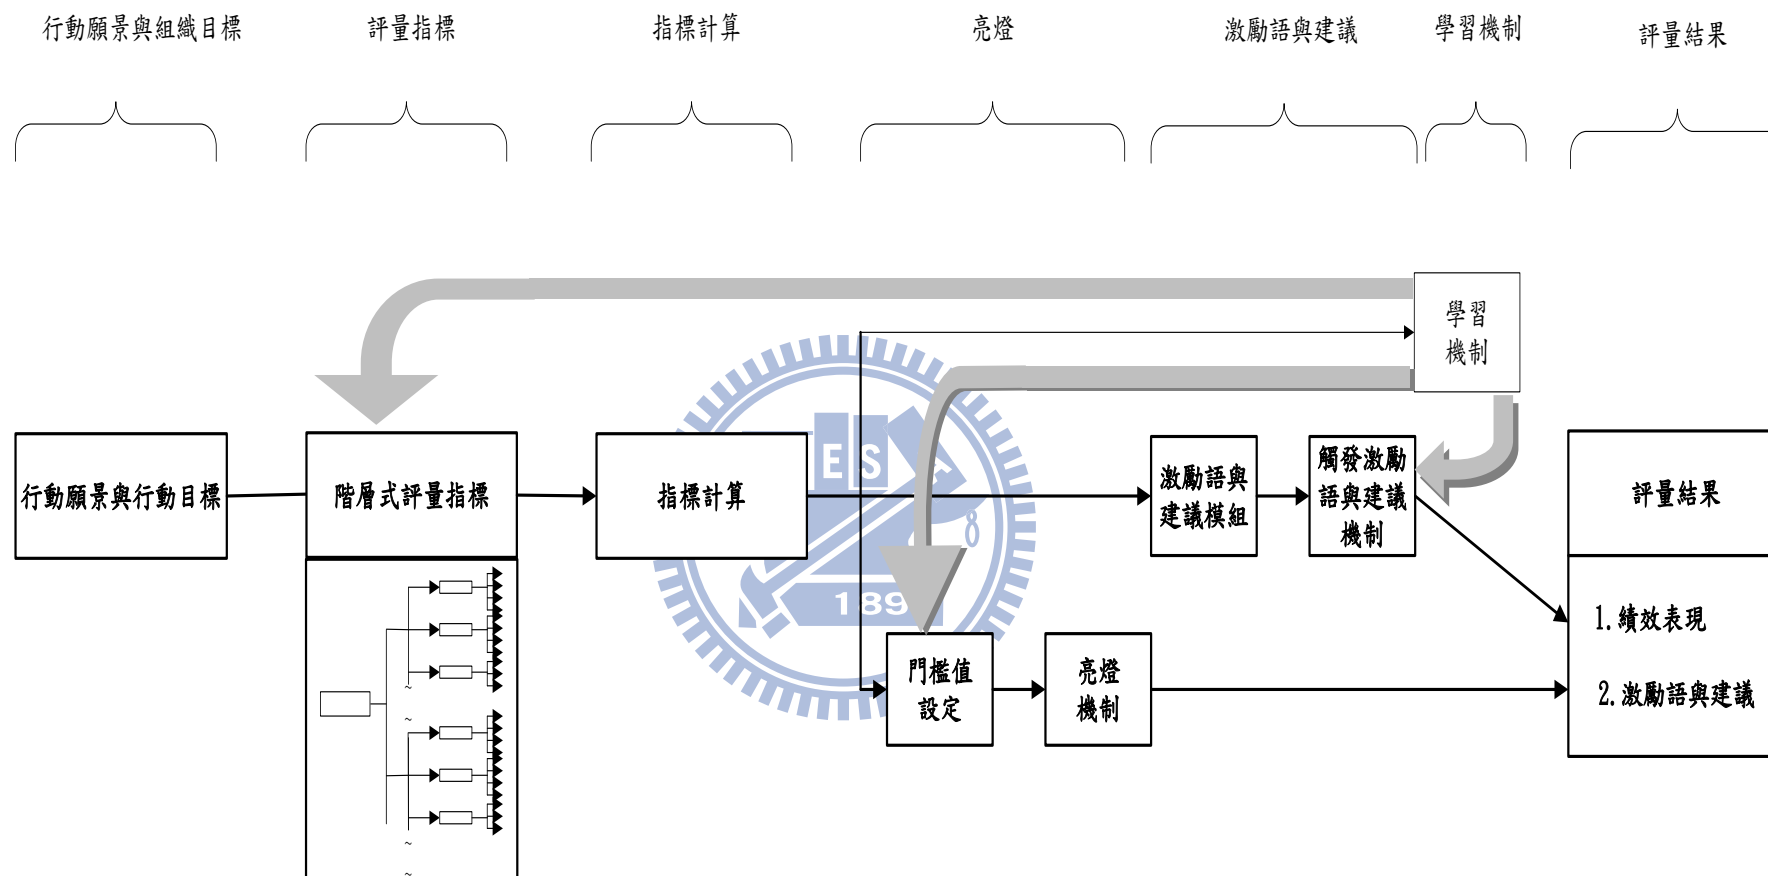 行動願景與組織目標
評量指標
指標計算
亮燈
激勵語與建議
學習機制
評量結果
學習
機制
行動願景與行動目標
階層式評量指標
指標計算
激勵語與
建議模組
觸發激勵
語與建議
機制
評量結果
E S
8
189
門檻值
設定
亮燈
機制
1.績效表現
2.激勵語與建議
~
~
~
~